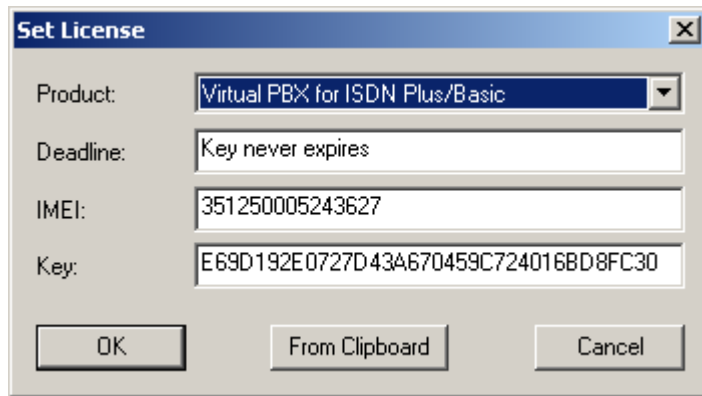 Set License
Product: Virtual PBX for ISDN Plus/Basic
Deadline: Key never expires
IMEI: 351250005243627
Key: E69D192E0727D43A670459C724016BD8FC30
OK From Clipboard Cancel